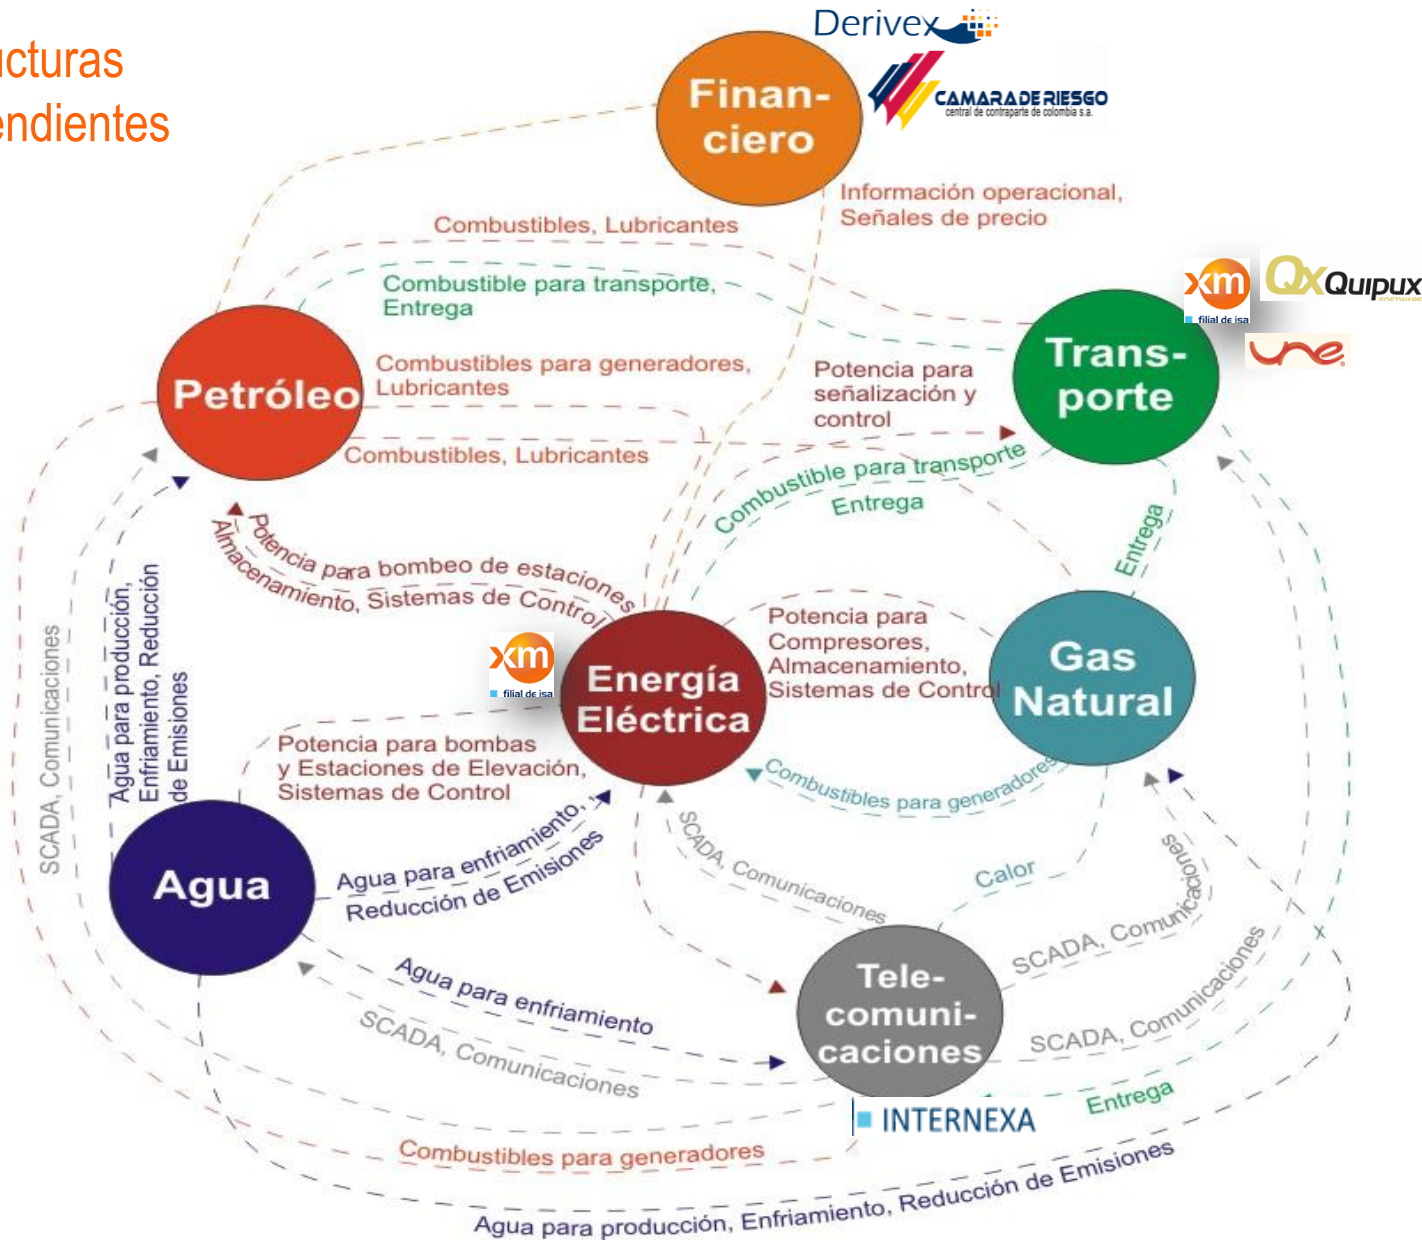 ucturas
endientes
Derivex
CAMARA DE RIESGO
central de contraparte de colombia s.a.
Finan-
ciero
Información operacional,
Señales de precio
Combustibles, Lubricantes
Combustible para transporte,
Entrega
xm
filial de isa
Quipux
SOFTWARE
une
Trans-
porte
Petróleo
Combustibles para generadores,
Lubricantes
Potencia para
señalización y
control
Combustibles, Lubricantes
Combustible para transporte
Entrega
Entrega
Potencia para bombeo de estaciones
Almacenamiento, Sistemas de Control
Agua para producción,
Enfriamiento, Reducción
de Emisiones
SCADA, Comunicaciones
xm
filial de isa
Energía
Eléctrica
Potencia para
Compresores,
Almacenamiento,
Sistemas de Control
Gas
Natural
Potencia para bombas
y Estaciones de Elevación,
Sistemas de Control
Combustibles para generadores
Agua
Agua para enfriamiento,
Reducción de Emisiones
SCADA, Comunicaciones
Calor
SCADA, Comunicaciones
Agua para enfriamiento
SCADA, Comunicaciones
Tele-
comuni-
caciones
SCADA, Comunicaciones
INTERNEXA
Entrega
Combustibles para generadores
Agua para producción, Enfriamiento, Reducción de Emisiones